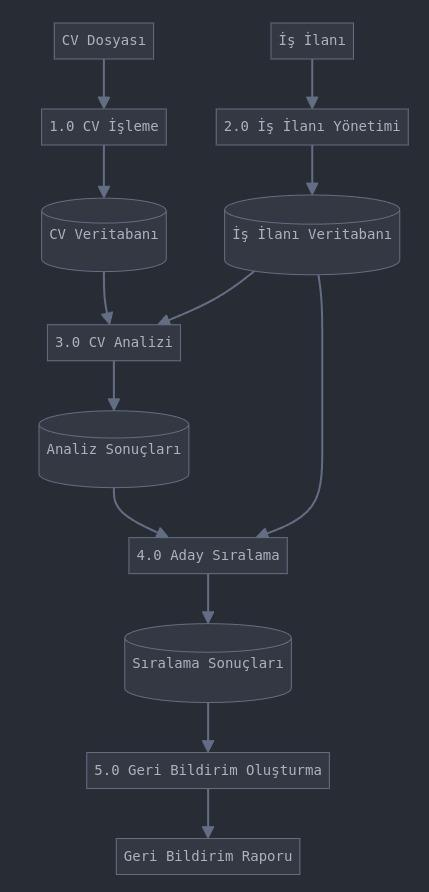 CV Dosyası
İş İlanı
1.0 CV İşleme
2.0 İş İlanı Yönetimi
CV Veritabanı
İş İlanı Veritabanı
3.0 CV Analizi
Analiz Sonuçları
4.0 Aday Sıralama
Sıralama Sonuçları
5.0 Geri Bildirim Oluşturma
Geri Bildirim Raporu